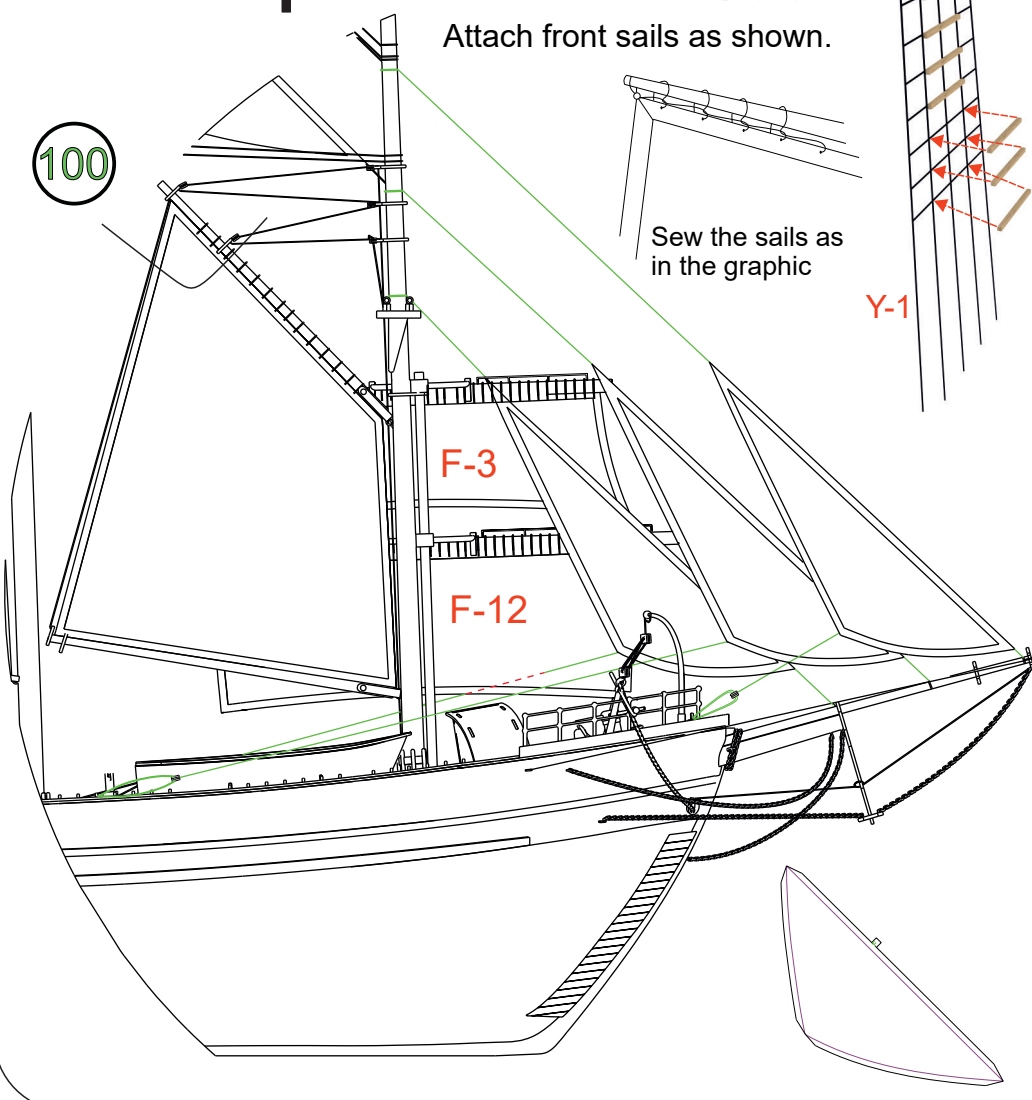 Attach front sails as shown.
100
Sew the sails as
in the graphic
Y-1
F-3
F-12